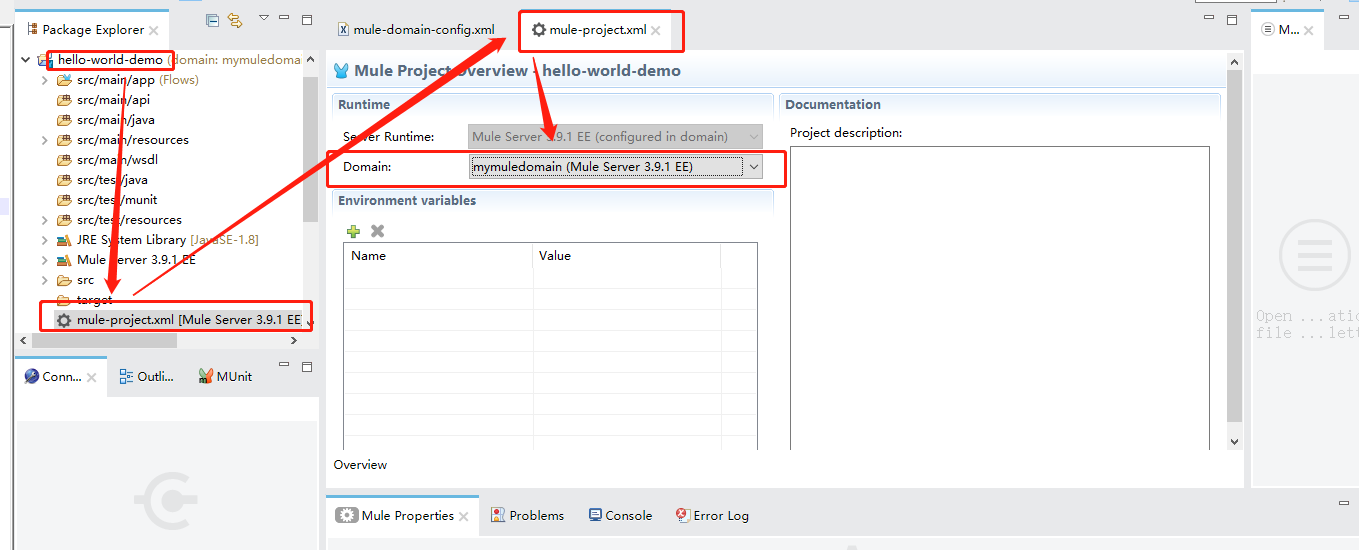 Package Explorer
hello-world-demo (domain: mymuledoma
src/main/app (Flows)
src/main/api
src/main/java
src/main/resources
src/main/wsdl
src/test/java
src/test/munit
src/test/resources
JRE System Library [JavaSE-1.8]
Mule Server 3.9.1 EE
src
target
mule-project.xml [Mule Server 3.9.1 EE]
Conn...
Outli...
MUnit
mule-domain-config.xml
mule-project.xml
Mule Project Overview - hello-world-demo
Runtime
Server Runtime:
Mule Server 3.9.1 EE (configured in domain)
Domain:
mymuledomain (Mule Server 3.9.1 EE)
Environment variables
Name
Value
Documentation
Project description:
Overview
Mule Properties
Problems
Console
Error Log
M...
Open ...atio
file ...lett